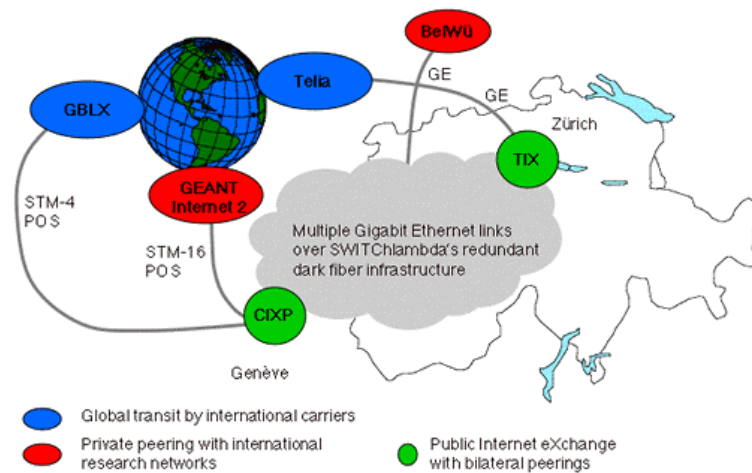 BelWü
Telia
GE
GE
GBLX
Zürich
TIX
GEANT
Internet 2
STM-4
POS
STM-16
POS
Multiple Gigabit Ethernet links
over SWITCHlambda's redundant
dark fiber infrastructure
CIXP
Genève
Global transit by international carriers
Private peering with international
research networks
Public Internet eXchange
with bilateral peerings